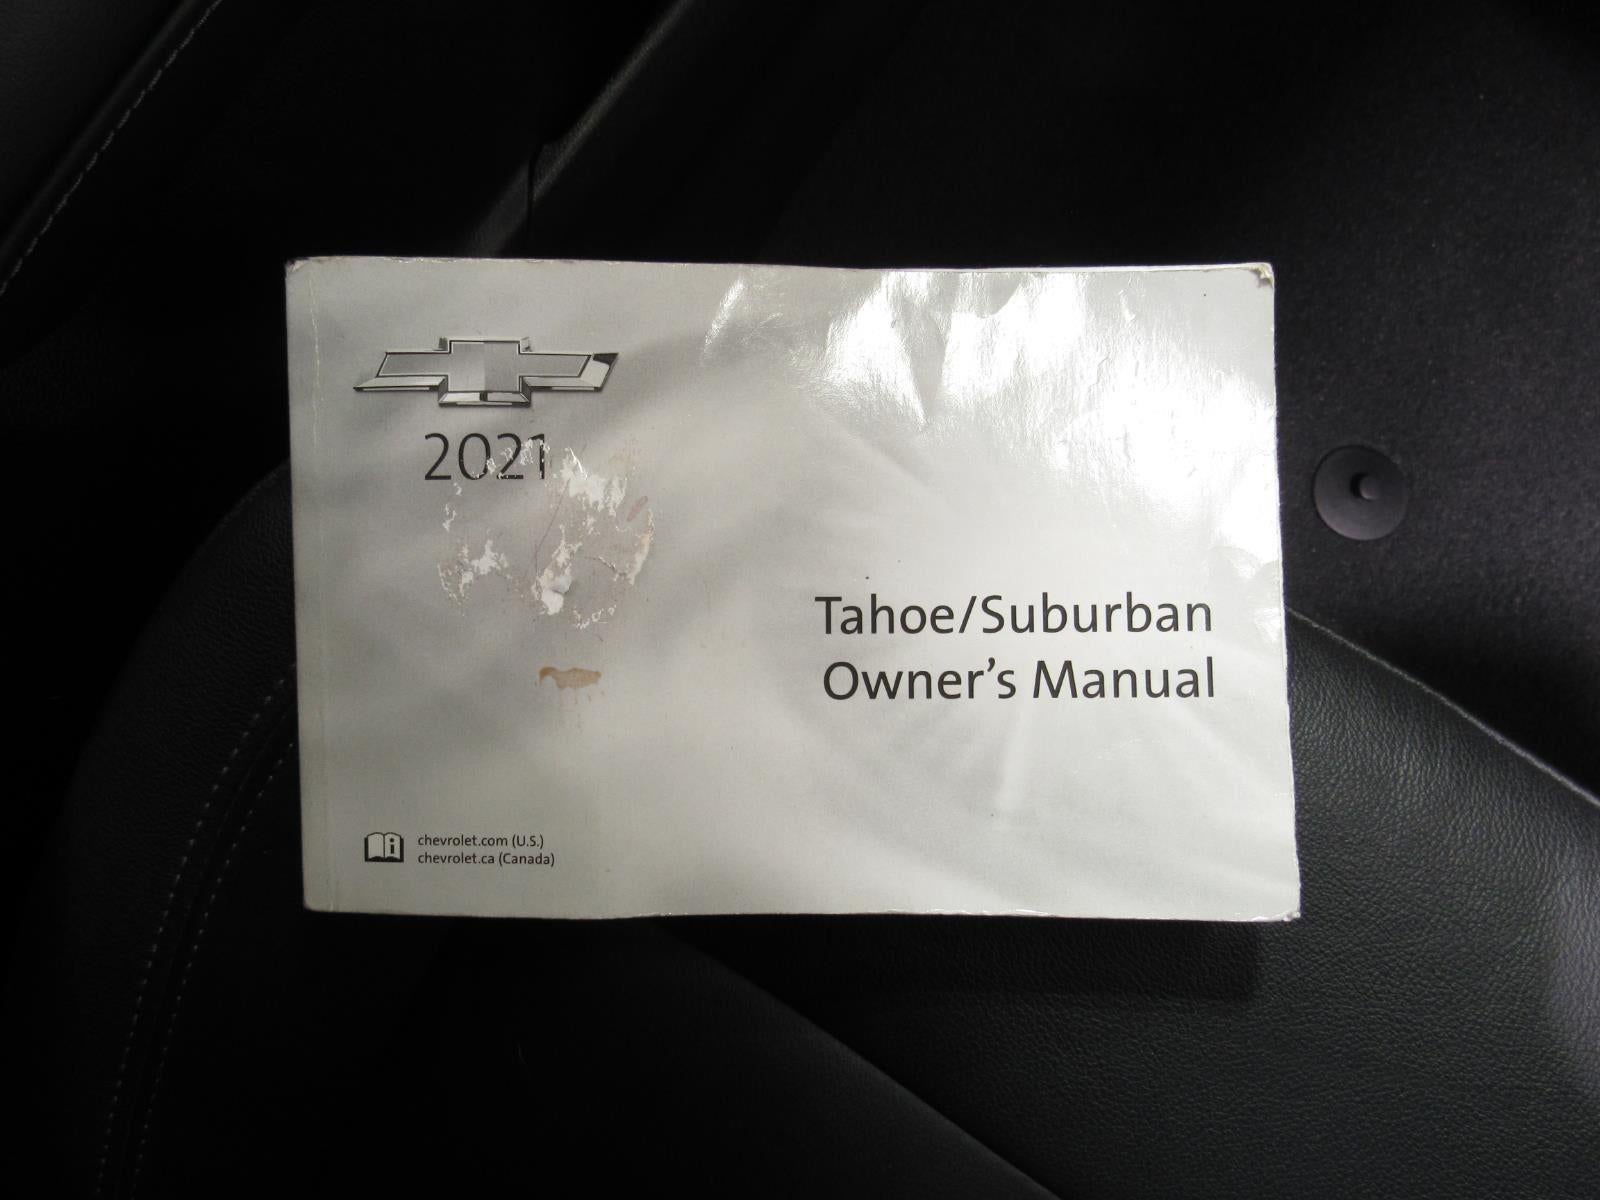 2021
Tahoe/Suburban
Owner's Manual
chevrolet.com (U.S.)
chevrolet.ca (Canada)